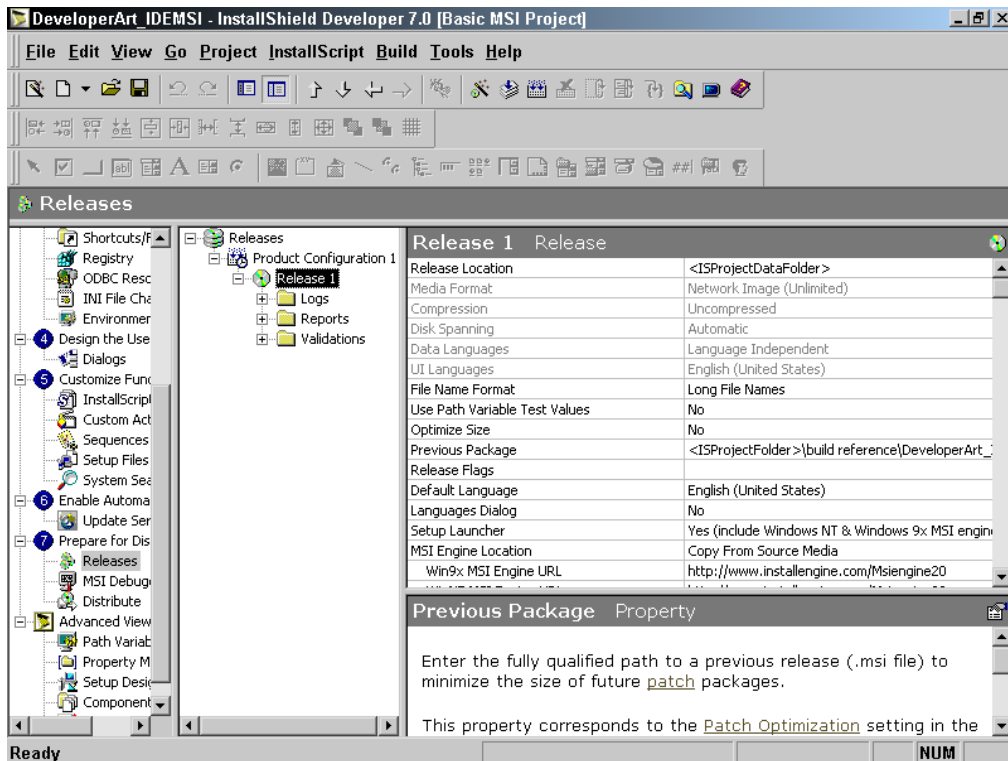 DeveloperArt_IDEMSI - InstallShield Developer 7.0 [Basic MSI Project]
File Edit View Go Project InstallScript Build Tools Help
Releases
Shortcuts/F
Registry
ODBC Resc
INI File Cha
Environmer
4 Design the Use
Dialogs
5 Customize Func
InstallScript
Custom Act
Sequences
Setup Files
System Sea
6 Enable Automa
Update Ser
7 Prepare for Dis
Releases
MSI Debug
Distribute
Advanced View
Path Variab
Property M
Setup Desig
Component
Releases
Product Configuration 1
Release 1
Logs
Reports
Validations
Release 1 Release
Release Location <ISProjectDataFolder>
Media Format Network Image (Unlimited)
Compression Uncompressed
Disk Spanning Automatic
Data Languages Language Independent
UI Languages English (United States)
File Name Format Long File Names
Use Path Variable Test Values No
Optimize Size No
Previous Package <ISProjectFolder>\build reference\DeveloperArt_
Release Flags
Default Language English (United States)
Languages Dialog No
Setup Launcher Yes (include Windows NT & Windows 9x MSI engin
MSI Engine Location Copy From Source Media
Win9x MSI Engine URL http://www.installengine.com/Msiengine20
Previous Package Property
Enter the fully qualified path to a previous release (.msi file) to
minimize the size of future patch packages.
This property corresponds to the Patch Optimization setting in the
Ready NUM